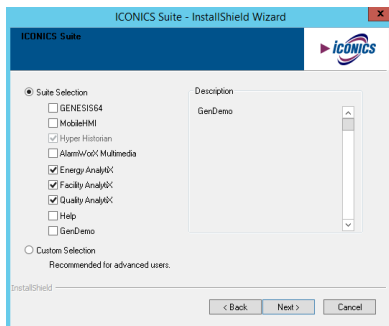 ICONICS Suite - InstallShield Wizard
x
ICONICS Suite
ICONICS
Suite Selection
GENESIS64
MobileHMI
Hyper Historian
AlarmWorX Multimedia
Energy AnalytiX
Facility AnalytiX
Quality AnalytiX
Help
GenDemo
Custom Selection
Recommended for advanced users.
Description
GenDemo
InstallShield
< Back
Next >
Cancel